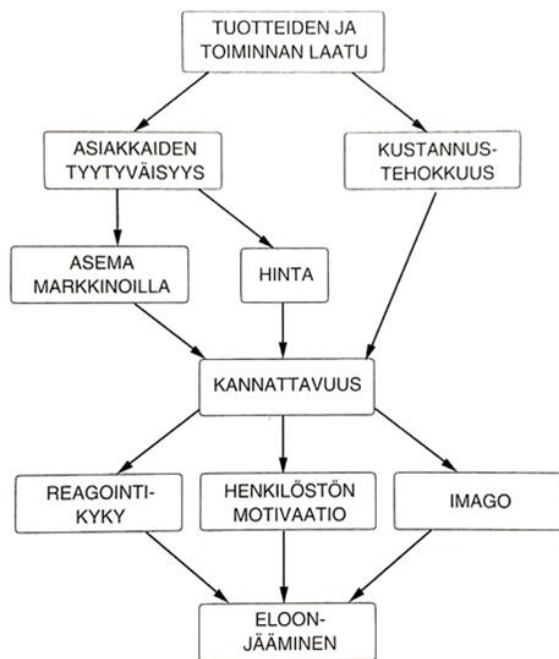 TUOTTEIDEN JA
TOIMINNAN LAATU
ASIAKKAIDEN
TYYTYVÄISYYS
KUSTANNUS-
TEHOKKUUS
ASEMA
MARKKINOILLA
HINTA
KANNATTAVUUS
REAGOINTI-
KYKY
HENKILÖSTÖN
MOTIVAATIO
IMAGO
ELOON-
JÄÄMINEN